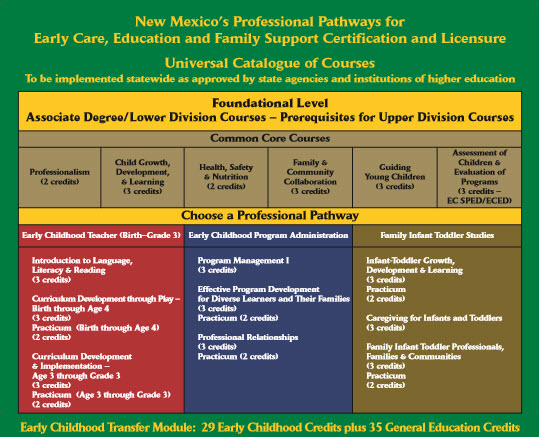 New Mexico's Professional Pathways for
Early Care, Education and Family Support Certification and Licensure
Universal Catalogue of Courses
To be implemented statewide as approved by state agencies and institutions of higher education
Foundational Level
Associate Degree/Lower Division Courses – Prerequisites for Upper Division Courses
Common Core Courses
Professionalism
(2 credits)
Child Growth,
Development,
& Learning
(3 credits)
Health, Safety
& Nutrition
(2 credits)
Family &
Community
Collaboration
(3 credits)
Guiding
Young Children
(3 credits)
Assessment of
Children &
Evaluation of
Programs
(3 credits –
EC SPED/ECED)
Choose a Professional Pathway
Early Childhood Teacher (Birth–Grade 3)
Introduction to Language,
Literacy & Reading
(3 credits)
Curriculum Development through Play –
Birth through Age 4
(3 credits)
Practicum (Birth through Age 4)
(2 credits)
Curriculum Development
& Implementation –
Age 3 through Grade 3
(3 credits)
Practicum (Age 3 through Grade 3)
(2 credits)
Early Childhood Program Administration
Program Management I
(3 credits)
Effective Program Development
for Diverse Learners and Their Families
(3 credits)
Practicum (2 credits)
Professional Relationships
(3 credits)
Practicum (2 credits)
Family Infant Toddler Studies
Infant-Toddler Growth,
Development & Learning
(3 credits)
Practicum
(2 credits)
Caregiving for Infants and Toddlers
(3 credits)
Family Infant Toddler Professionals,
Families & Communities
(3 credits)
Practicum
(2 credits)
Early Childhood Transfer Module: 29 Early Childhood Credits plus 35 General Education Credits